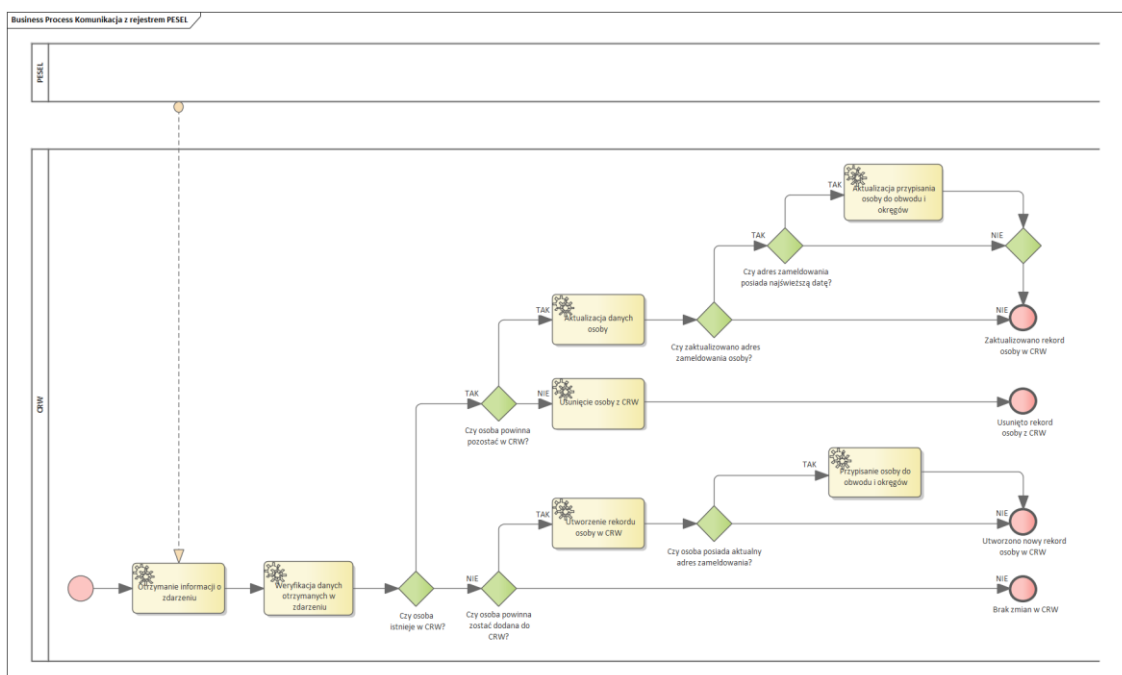 Business Process Komunikacja z rejestrem PESEL
PESEL
CRW
TAK
Aktualizacja przypisania
osoby do obwodu i
okręgów
TAK
NIE
Czy adres zameldowania
posiada najświeższą datę?
TAK
Aktualizacja danych
osoby
NIE
Czy zaktualizowano adres
zameldowania osoby?
Zaktualizowano rekord
osoby w CRW
TAK
NIE
Usunięcie osoby z CRW
Czy osoba powinna
pozostać w CRW?
Usunięto rekord
osoby z CRW
TAK
Przypisanie osoby do
obwodu i okręgów
TAK
Utworzenie rekordu
osoby w CRW
NIE
Czy osoba posiada aktualny
adres zameldowania?
Utworzono nowy rekord
osoby w CRW
Otrzymanie informacji o
zdarzeniu
Weryfikacja danych
otrzymanych w
zdarzeniu
NIE
NIE
Czy osoba
istnieje w CRW?
Czy osoba powinna
zostać dodana do
CRW?
Brak zmian w CRW